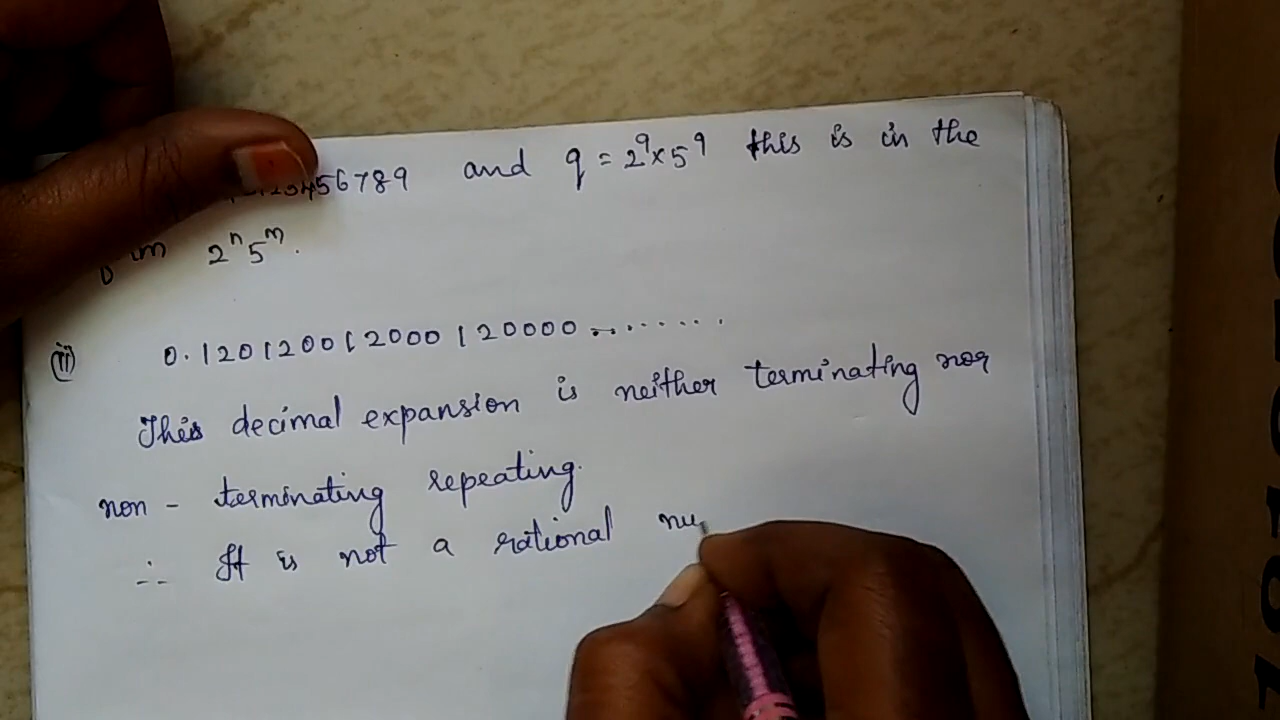 456789 and q = 2⁹ x 5⁹ this is in the
2ⁿ5ᵐ.
(ii) 0.120120012000120000.........
This decimal expansion is neither terminating nor
non - terminating repeating.
∴ It is not a rational nu